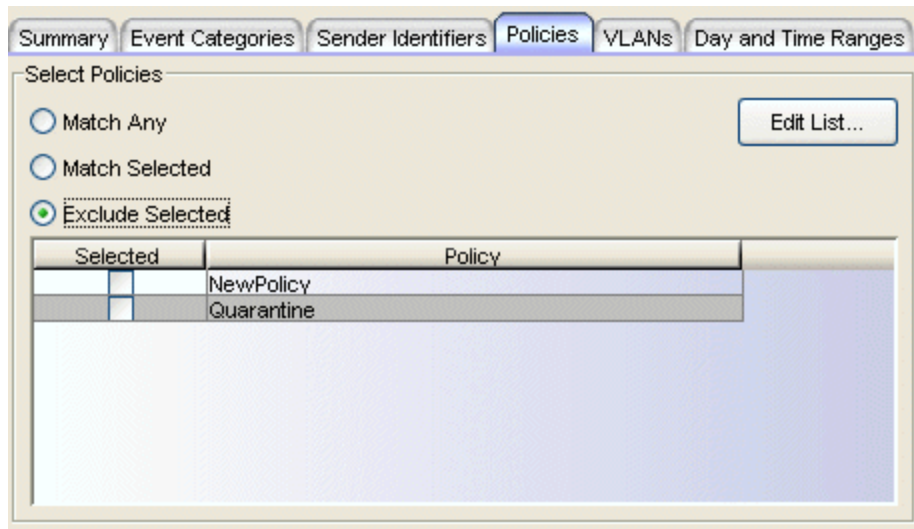 Summary Event Categories Sender Identifiers Policies VLANs Day and Time Ranges
Select Policies
Match Any
Edit List...
Match Selected
Exclude Selected
Selected Policy
NewPolicy
Quarantine